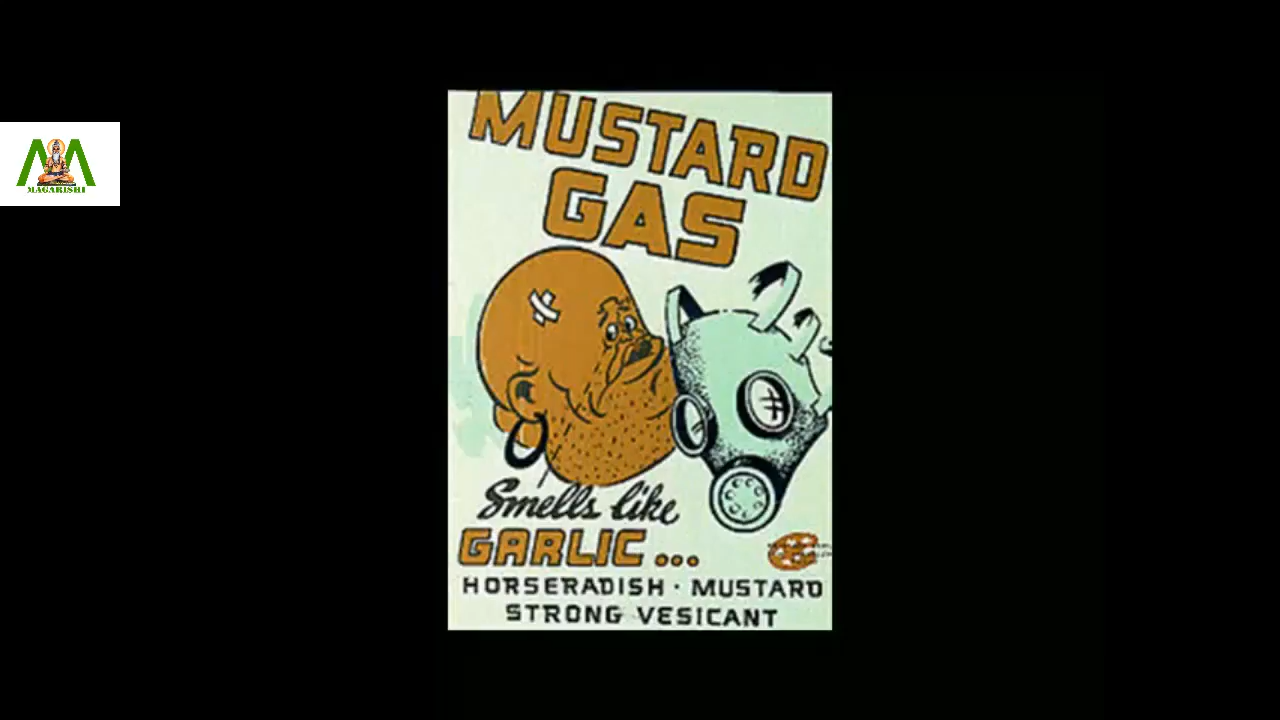 MAGARISHI
MUSTARD
GAS
Smells like
GARLIC...
HORSERADISH · MUSTARD
STRONG VESICANT